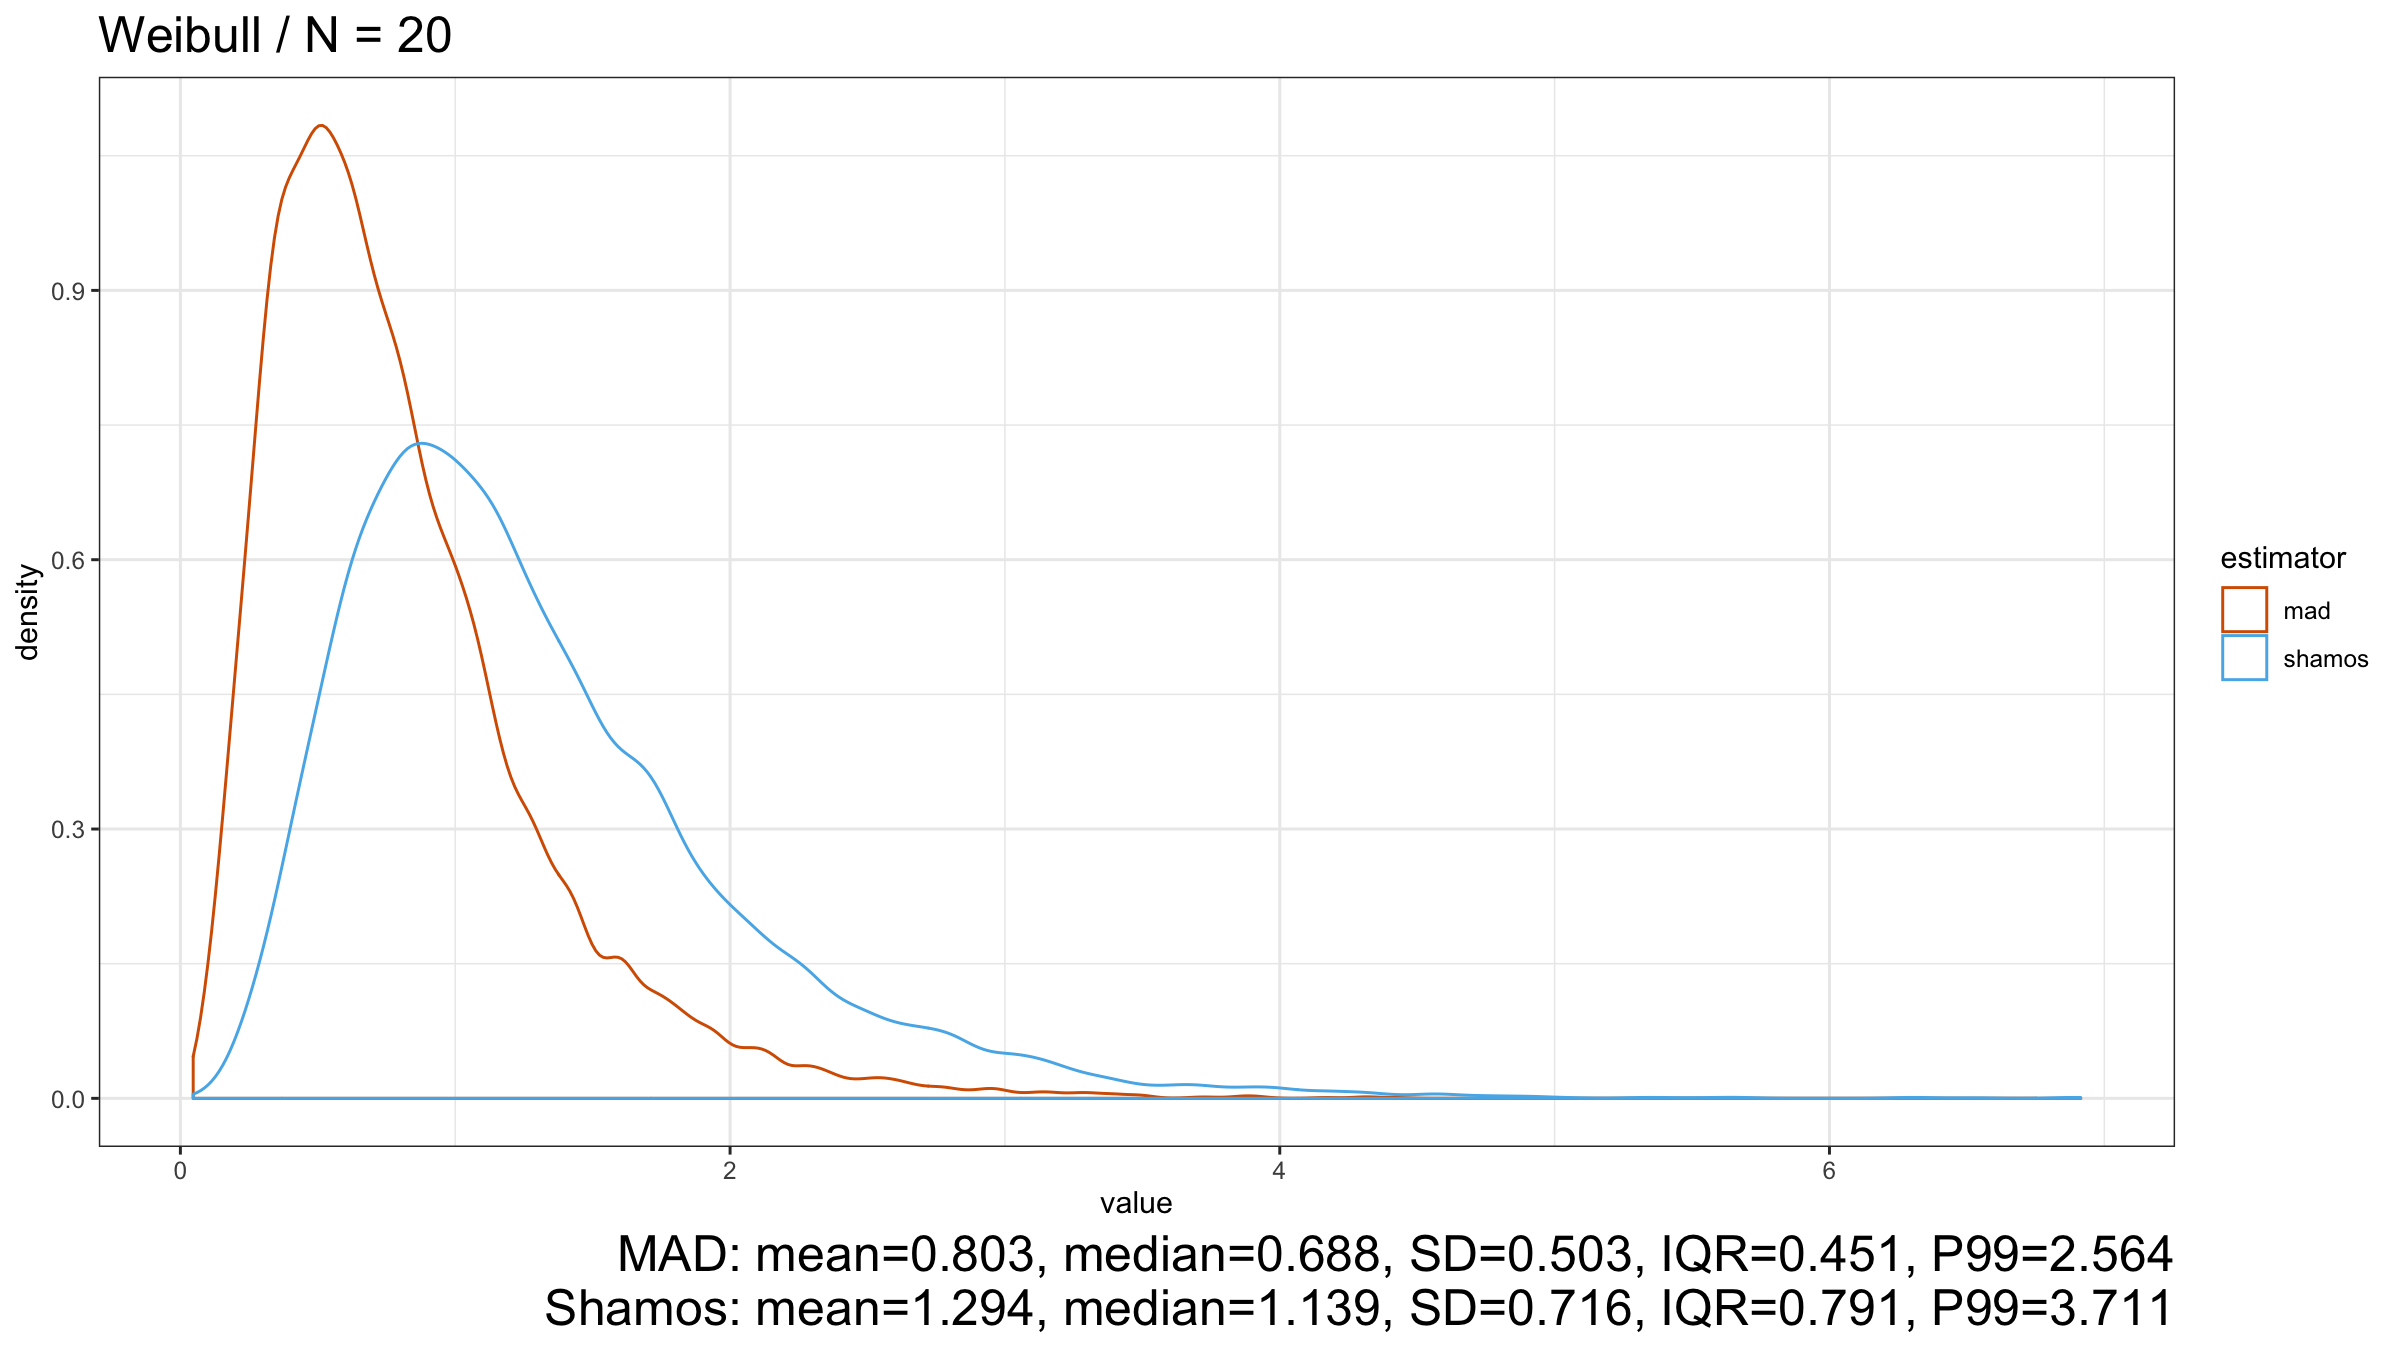 Weibull / N = 20
density
0.9
0.6
0.3
0.0
0 2 4 6
value
estimator
mad
shamos
MAD: mean=0.803, median=0.688, SD=0.503, IQR=0.451, P99=2.564
Shamos: mean=1.294, median=1.139, SD=0.716, IQR=0.791, P99=3.711